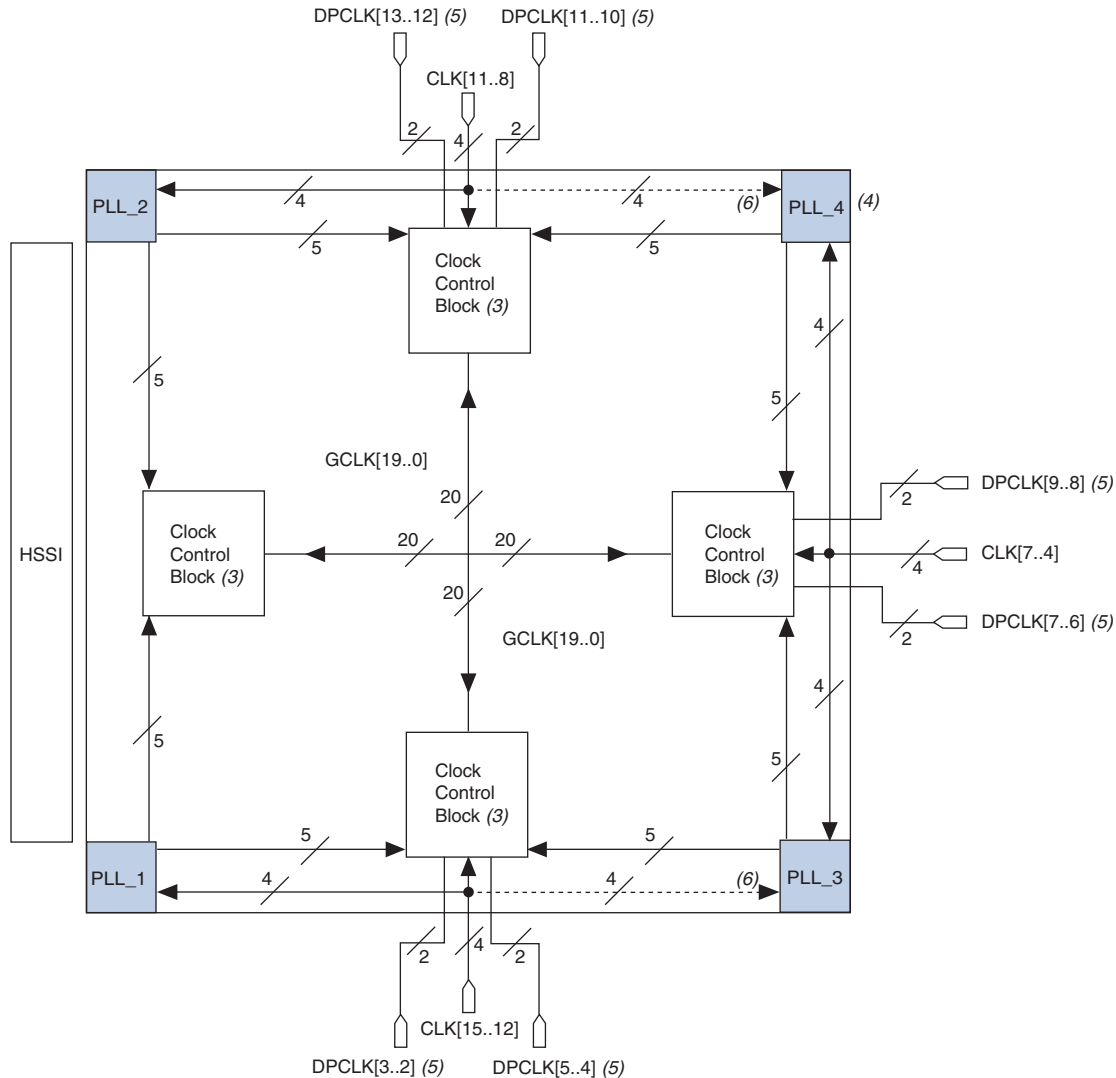 DPCLK[13..12] (5)
DPCLK[11..10] (5)
CLK[11..8]
2
4
2
PLL_2
4
4
(6)
PLL_4
(4)
5
5
Clock
Control
Block (3)
4
5
5
GCLK[19..0]
20
DPCLK[9..8] (5)
2
HSSI
Clock
Control
Block (3)
20
20
Clock
Control
Block (3)
CLK[7..4]
4
20
DPCLK[7..6] (5)
2
GCLK[19..0]
4
5
5
Clock
Control
Block (3)
5
5
PLL_1
4
4
(6)
PLL_3
2
4
2
CLK[15..12]
DPCLK[3..2] (5)
DPCLK[5..4] (5)